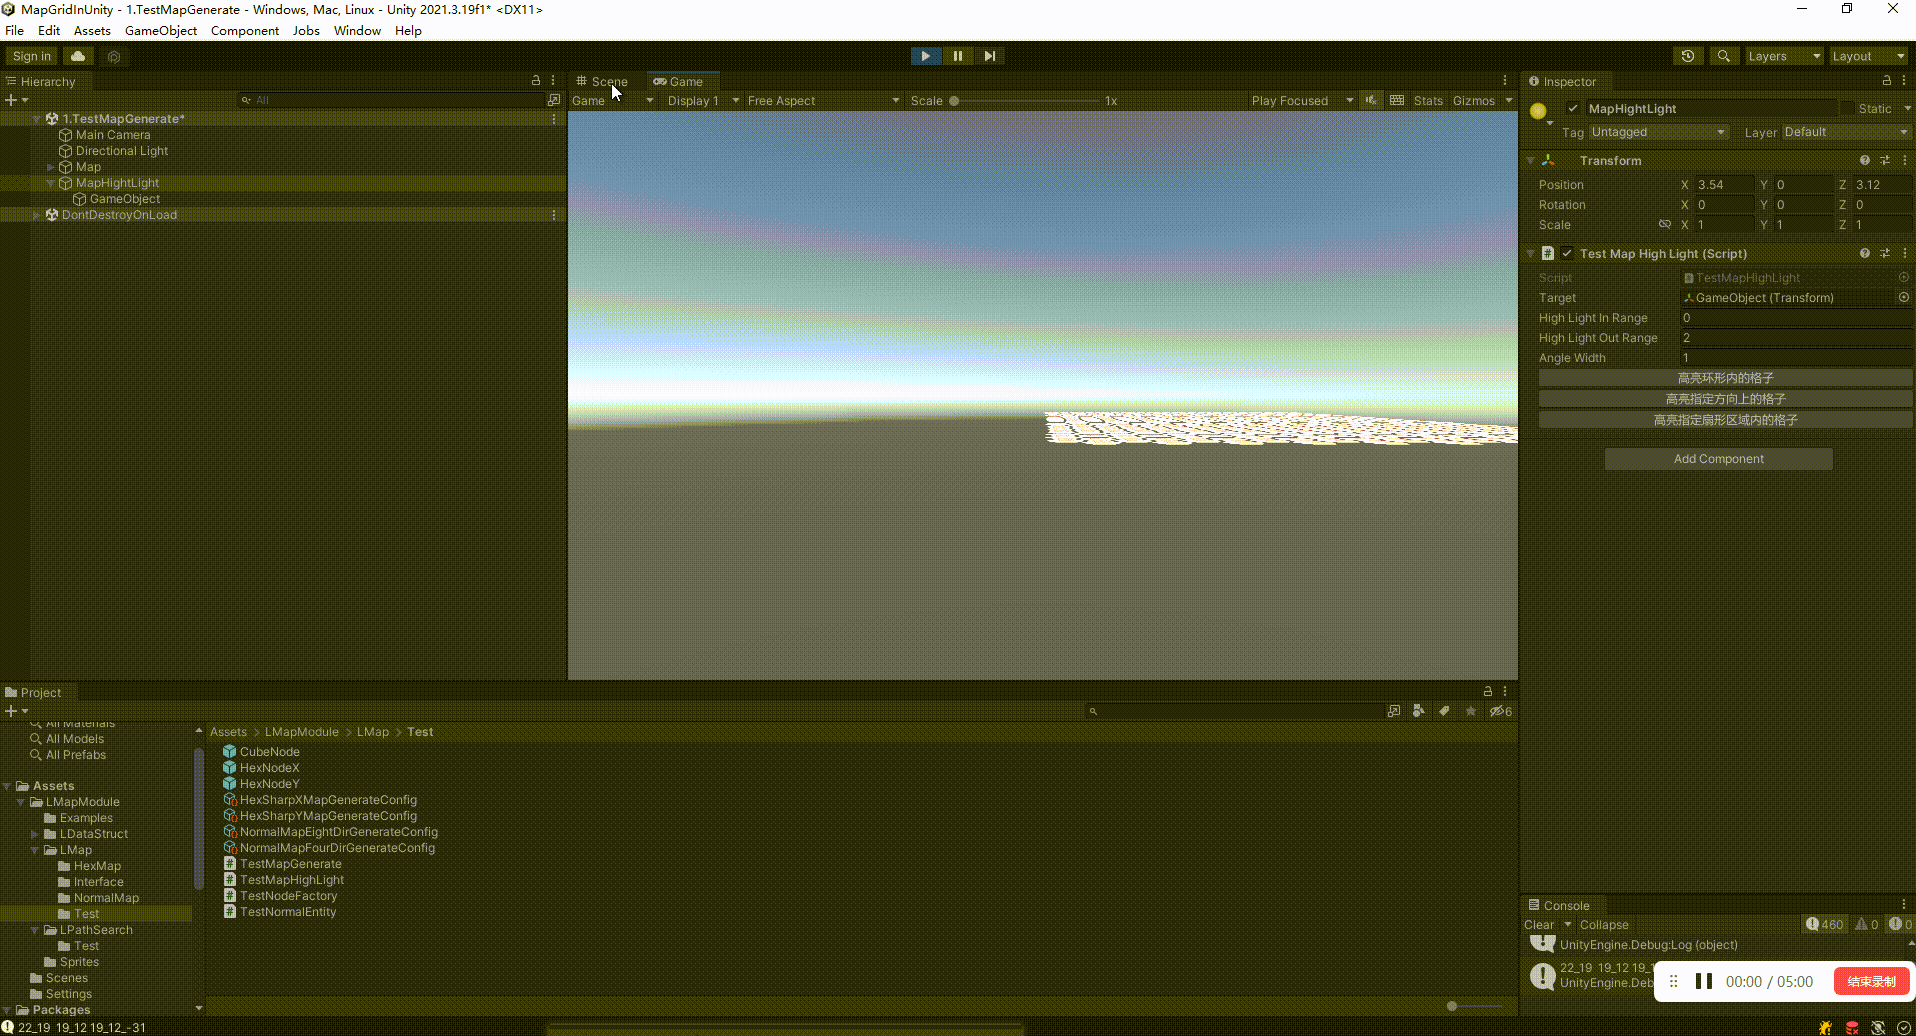 MapGridInUnity - 1.TestMapGenerate - Windows, Mac, Linux - Unity 2021.3.19f1* <DX11>
File Edit Assets GameObject Component Jobs Window Help
Sign in
Layers Layout
Hierarchy
All
1.TestMapGenerate*
Main Camera
Directional Light
Map
MapHightLight
GameObject
DontDestroyOnLoad
Scene Game
Game Display 1 Free Aspect Scale 1x Play Focused Stats Gizmos
Inspector
MapHightLight Static
Tag Untagged Layer Default
Transform
Position X 3.54 Y 0 Z 3.12
Rotation X 0 Y 0 Z 0
Scale X 1 Y 1 Z 1
Test Map High Light (Script)
Script TestMapHighLight
Target GameObject (Transform)
High Light In Range 0
High Light Out Range 2
Angle Width 1
高亮环形内的格子
高亮指定方向上的格子
高亮指定扇形区域内的格子
Add Component
Project
6
All Materials
All Models
All Prefabs
Assets
LMapModule
Examples
LDataStruct
LMap
HexMap
Interface
NormalMap
Test
LPathSearch
Test
Sprites
Scenes
Settings
Packages
Assets > LMapModule > LMap > Test
CubeNode
HexNodeX
HexNodeY
HexSharpXMapGenerateConfig
HexSharpYMapGenerateConfig
NormalMapEightDirGenerateConfig
NormalMapFourDirGenerateConfig
TestMapGenerate
TestMapHighLight
TestNodeFactory
TestNormalEntity
Console
Clear Collapse 460 0 0
UnityEngine.Debug:Log (object)
22_19 19_12 19_1
UnityEngine.Deb
00:00 / 05:00 结束录制
22_19 19_12 19_12_-31